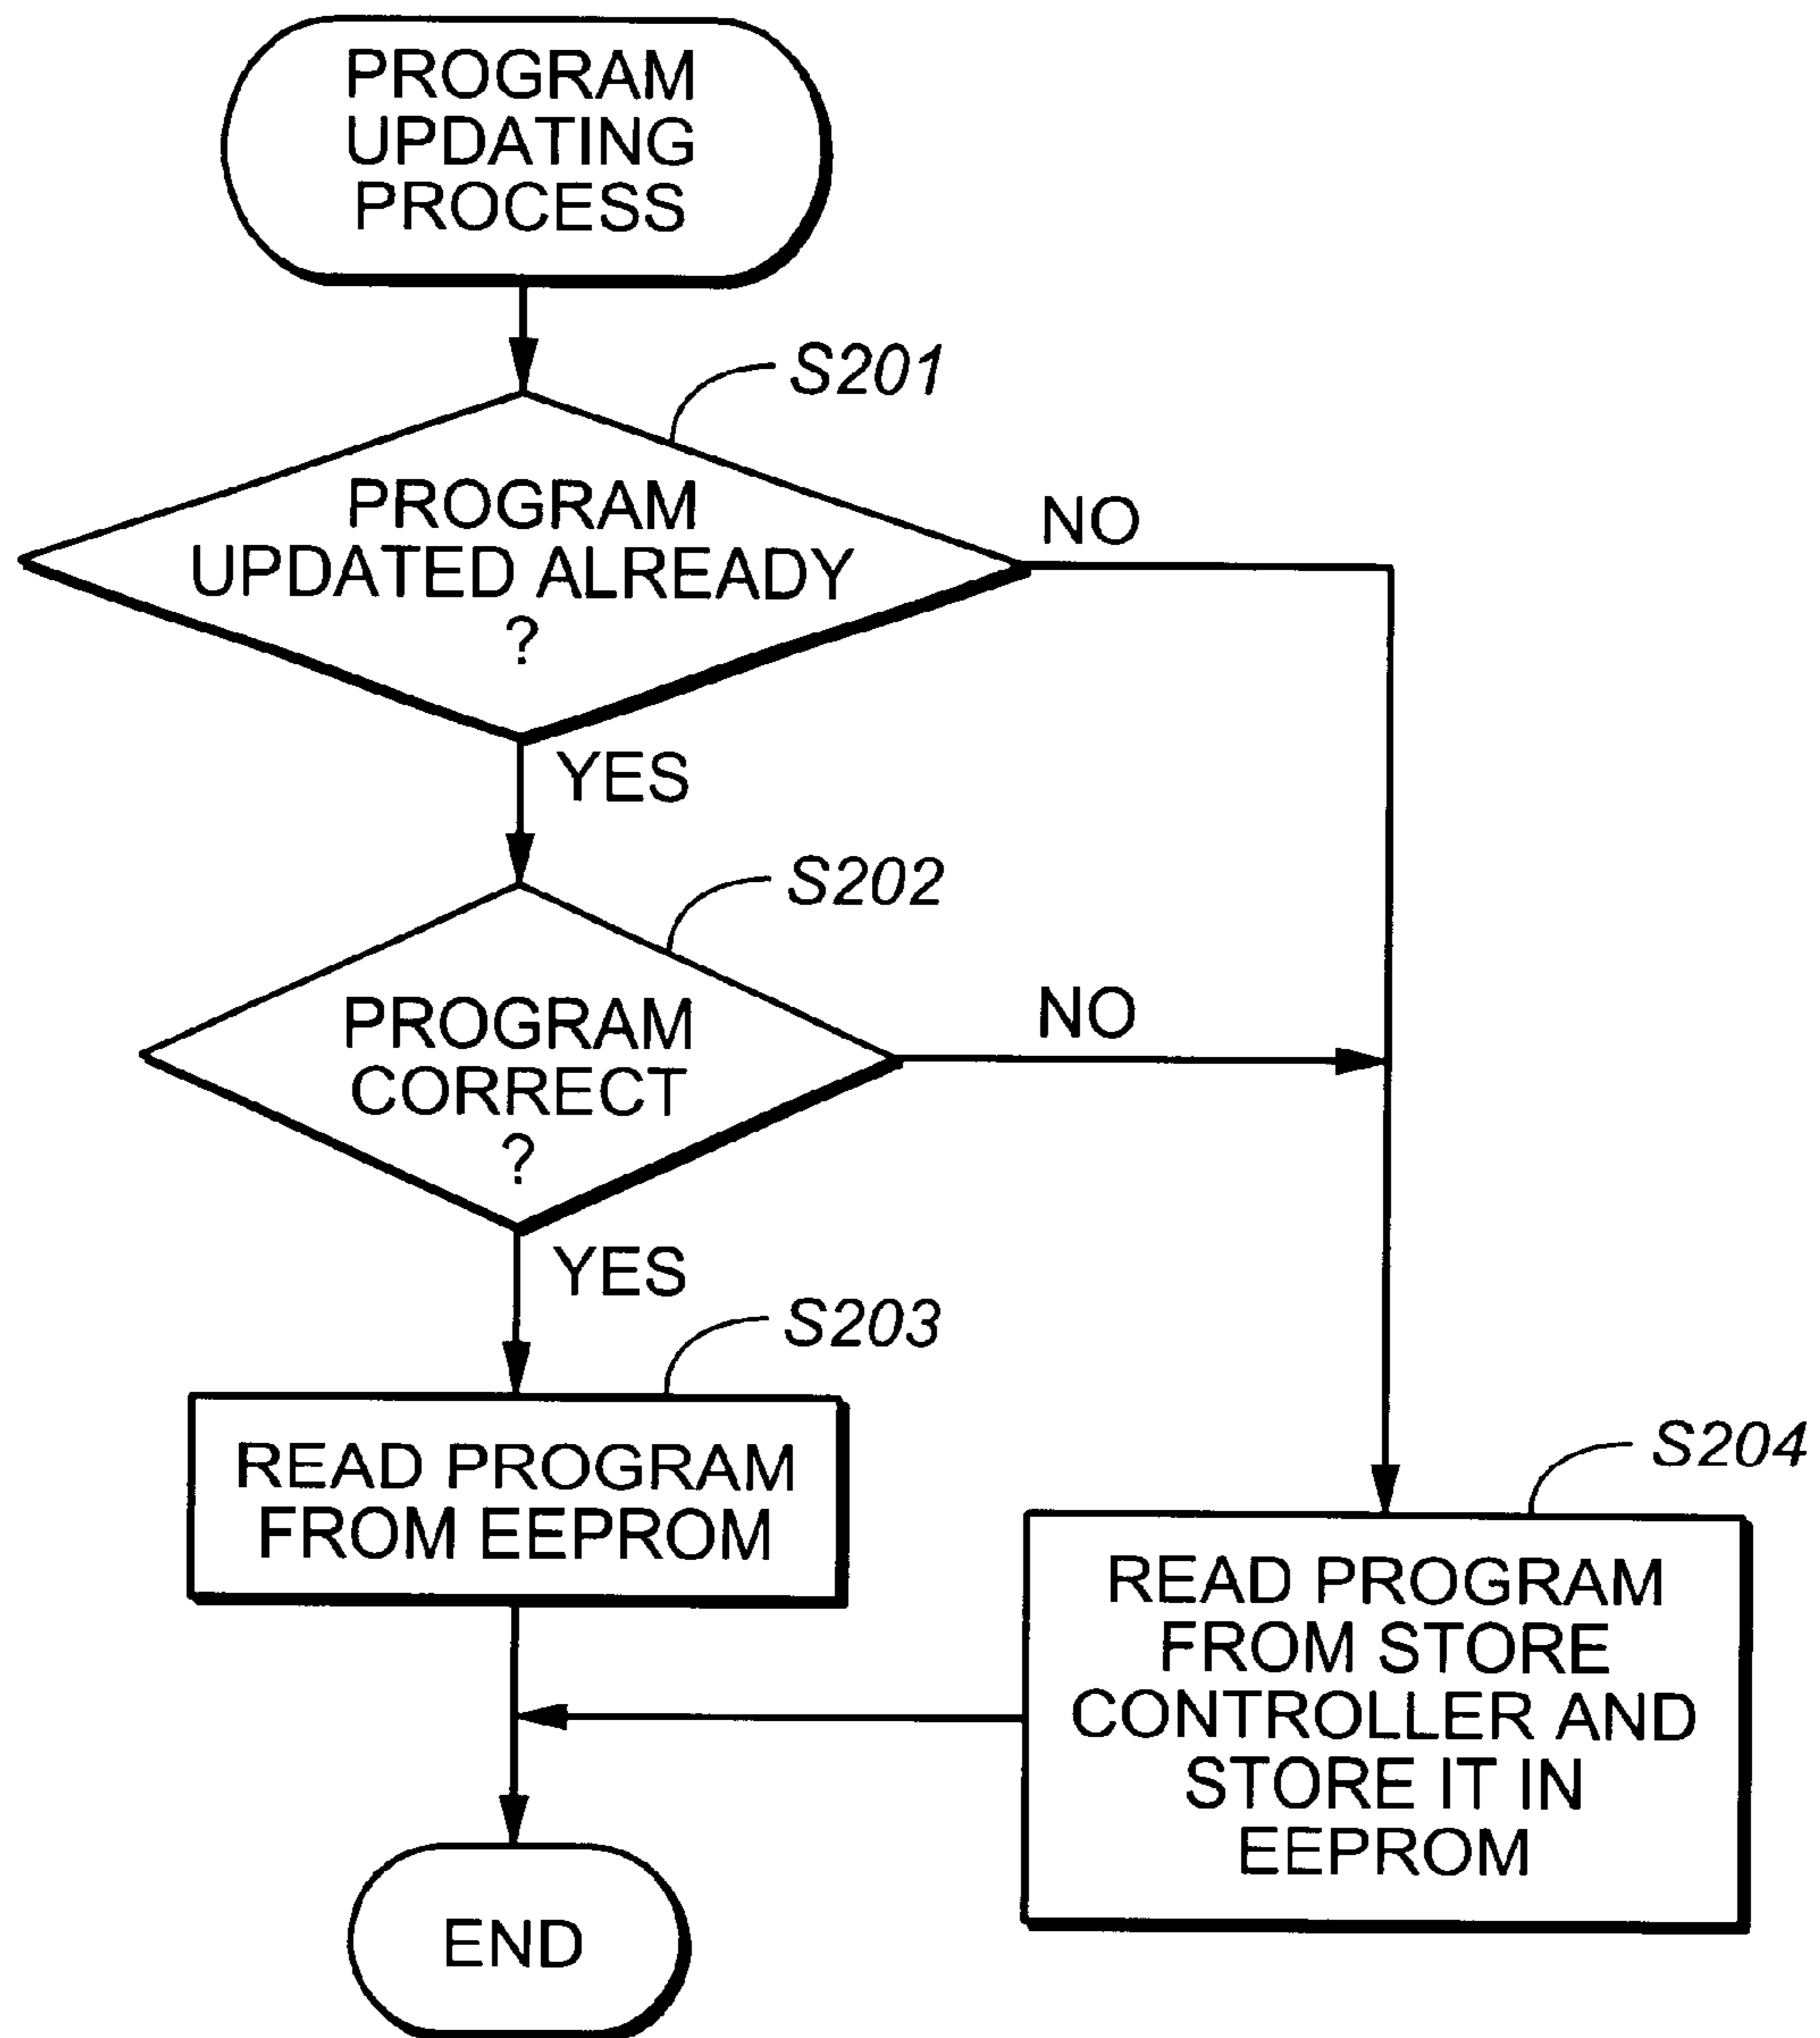 PROGRAM
UPDATING
PROCESS
S201
PROGRAM
UPDATED ALREADY
?
NO
YES
S202
PROGRAM
CORRECT
?
NO
YES
S203
READ PROGRAM
FROM EEPROM
S204
READ PROGRAM
FROM STORE
CONTROLLER AND
STORE IT IN
EEPROM
END